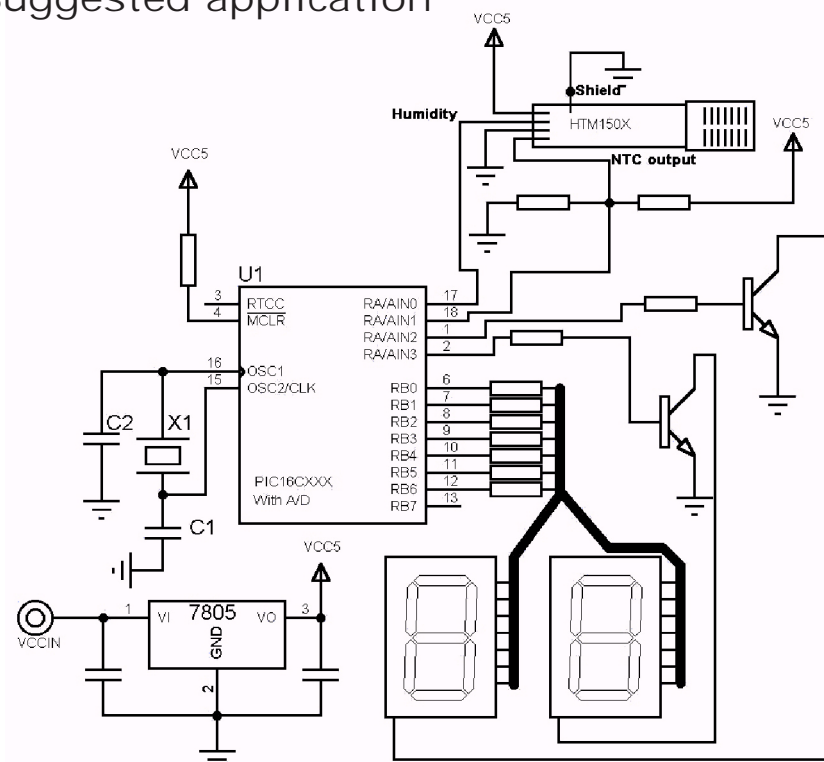 Suggested application
VCC5
Shield
Humidity
HTM150X
VCC5
NTC output
VCC5
U1
3 RTCC
4 MCLR
16 OSC1
15 OSC2/CLK
RA/AIN0 17
RA/AIN1 18
RA/AIN2 1
RA/AIN3 2
RB0 6
RB1 7
RB2 8
RB3 9
RB4 10
RB5 11
RB6 12
RB7 13
PIC16CXXX
With A/D
C2
X1
C1
VCC5
VCCIN
1 VI 7805 VO 3
GND
2